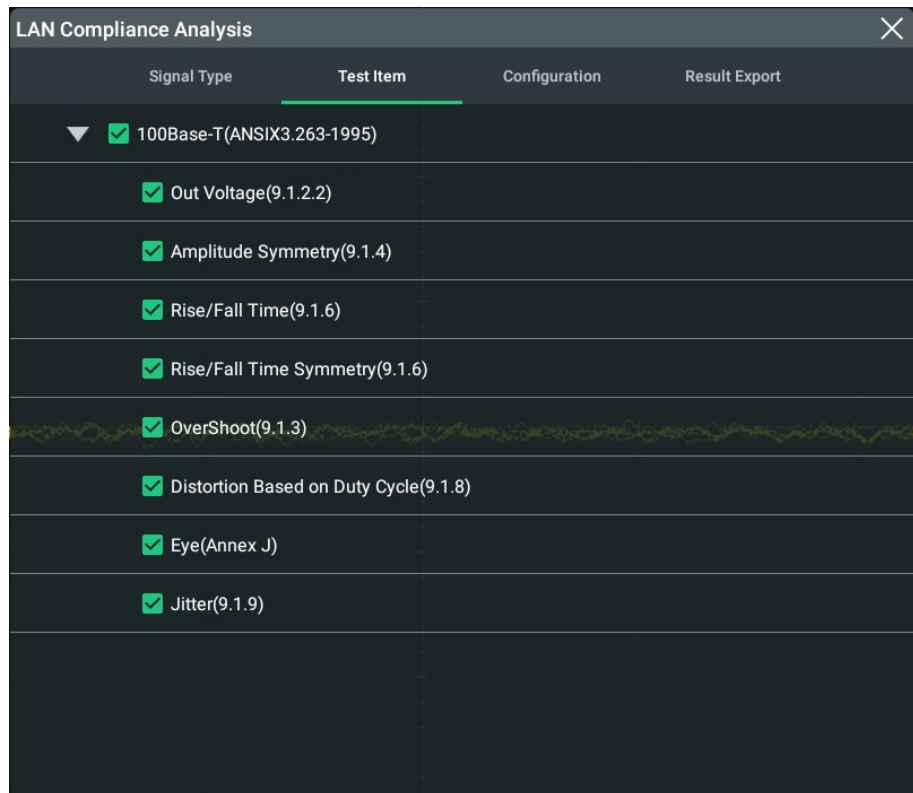 LAN Compliance Analysis
Signal Type Test Item Configuration Result Export
100Base-T(ANSIX3.263-1995)
Out Voltage(9.1.2.2)
Amplitude Symmetry(9.1.4)
Rise/Fall Time(9.1.6)
Rise/Fall Time Symmetry(9.1.6)
OverShoot(9.1.3)
Distortion Based on Duty Cycle(9.1.8)
Eye(Annex J)
Jitter(9.1.9)